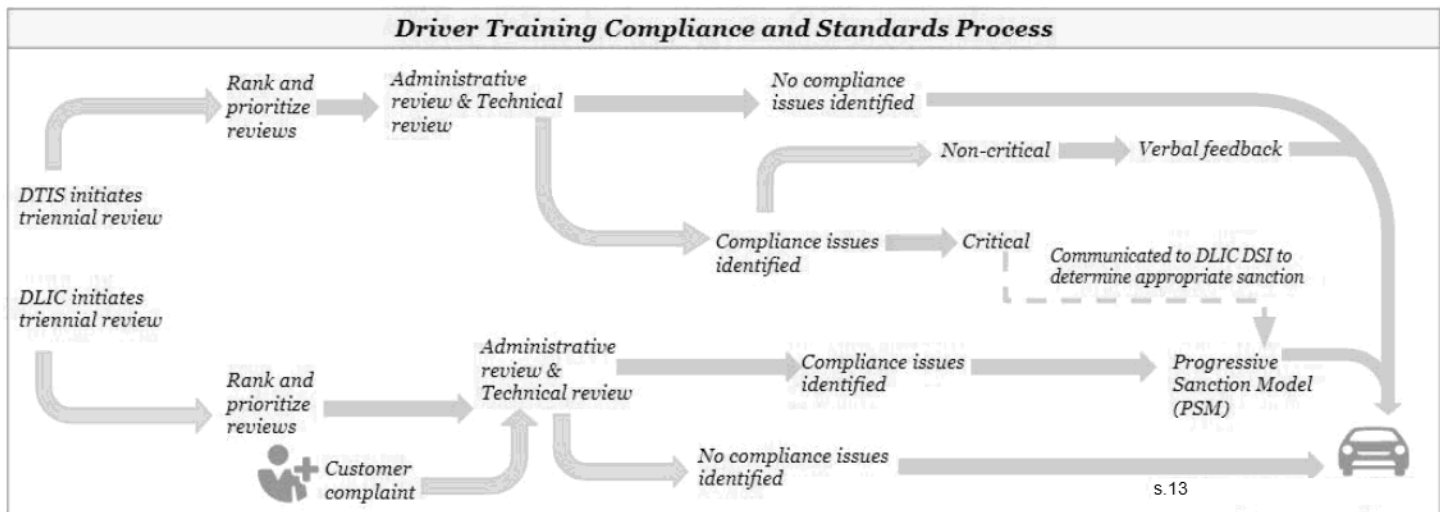 Driver Training Compliance and Standards Process
Rank and
prioritize
reviews
Administrative
review & Technical
review
No compliance
issues identified
Non-critical
Verbal feedback
DTIS initiates
triennial review
Compliance issues
identified
Critical
Communicated to DLIC DSI to
determine appropriate sanction
DLIC initiates
triennial review
Rank and
prioritize
reviews
Administrative
review &
Technical review
Compliance issues
identified
Progressive
Sanction Model
(PSM)
Customer
complaint
No compliance issues
identified
s.13